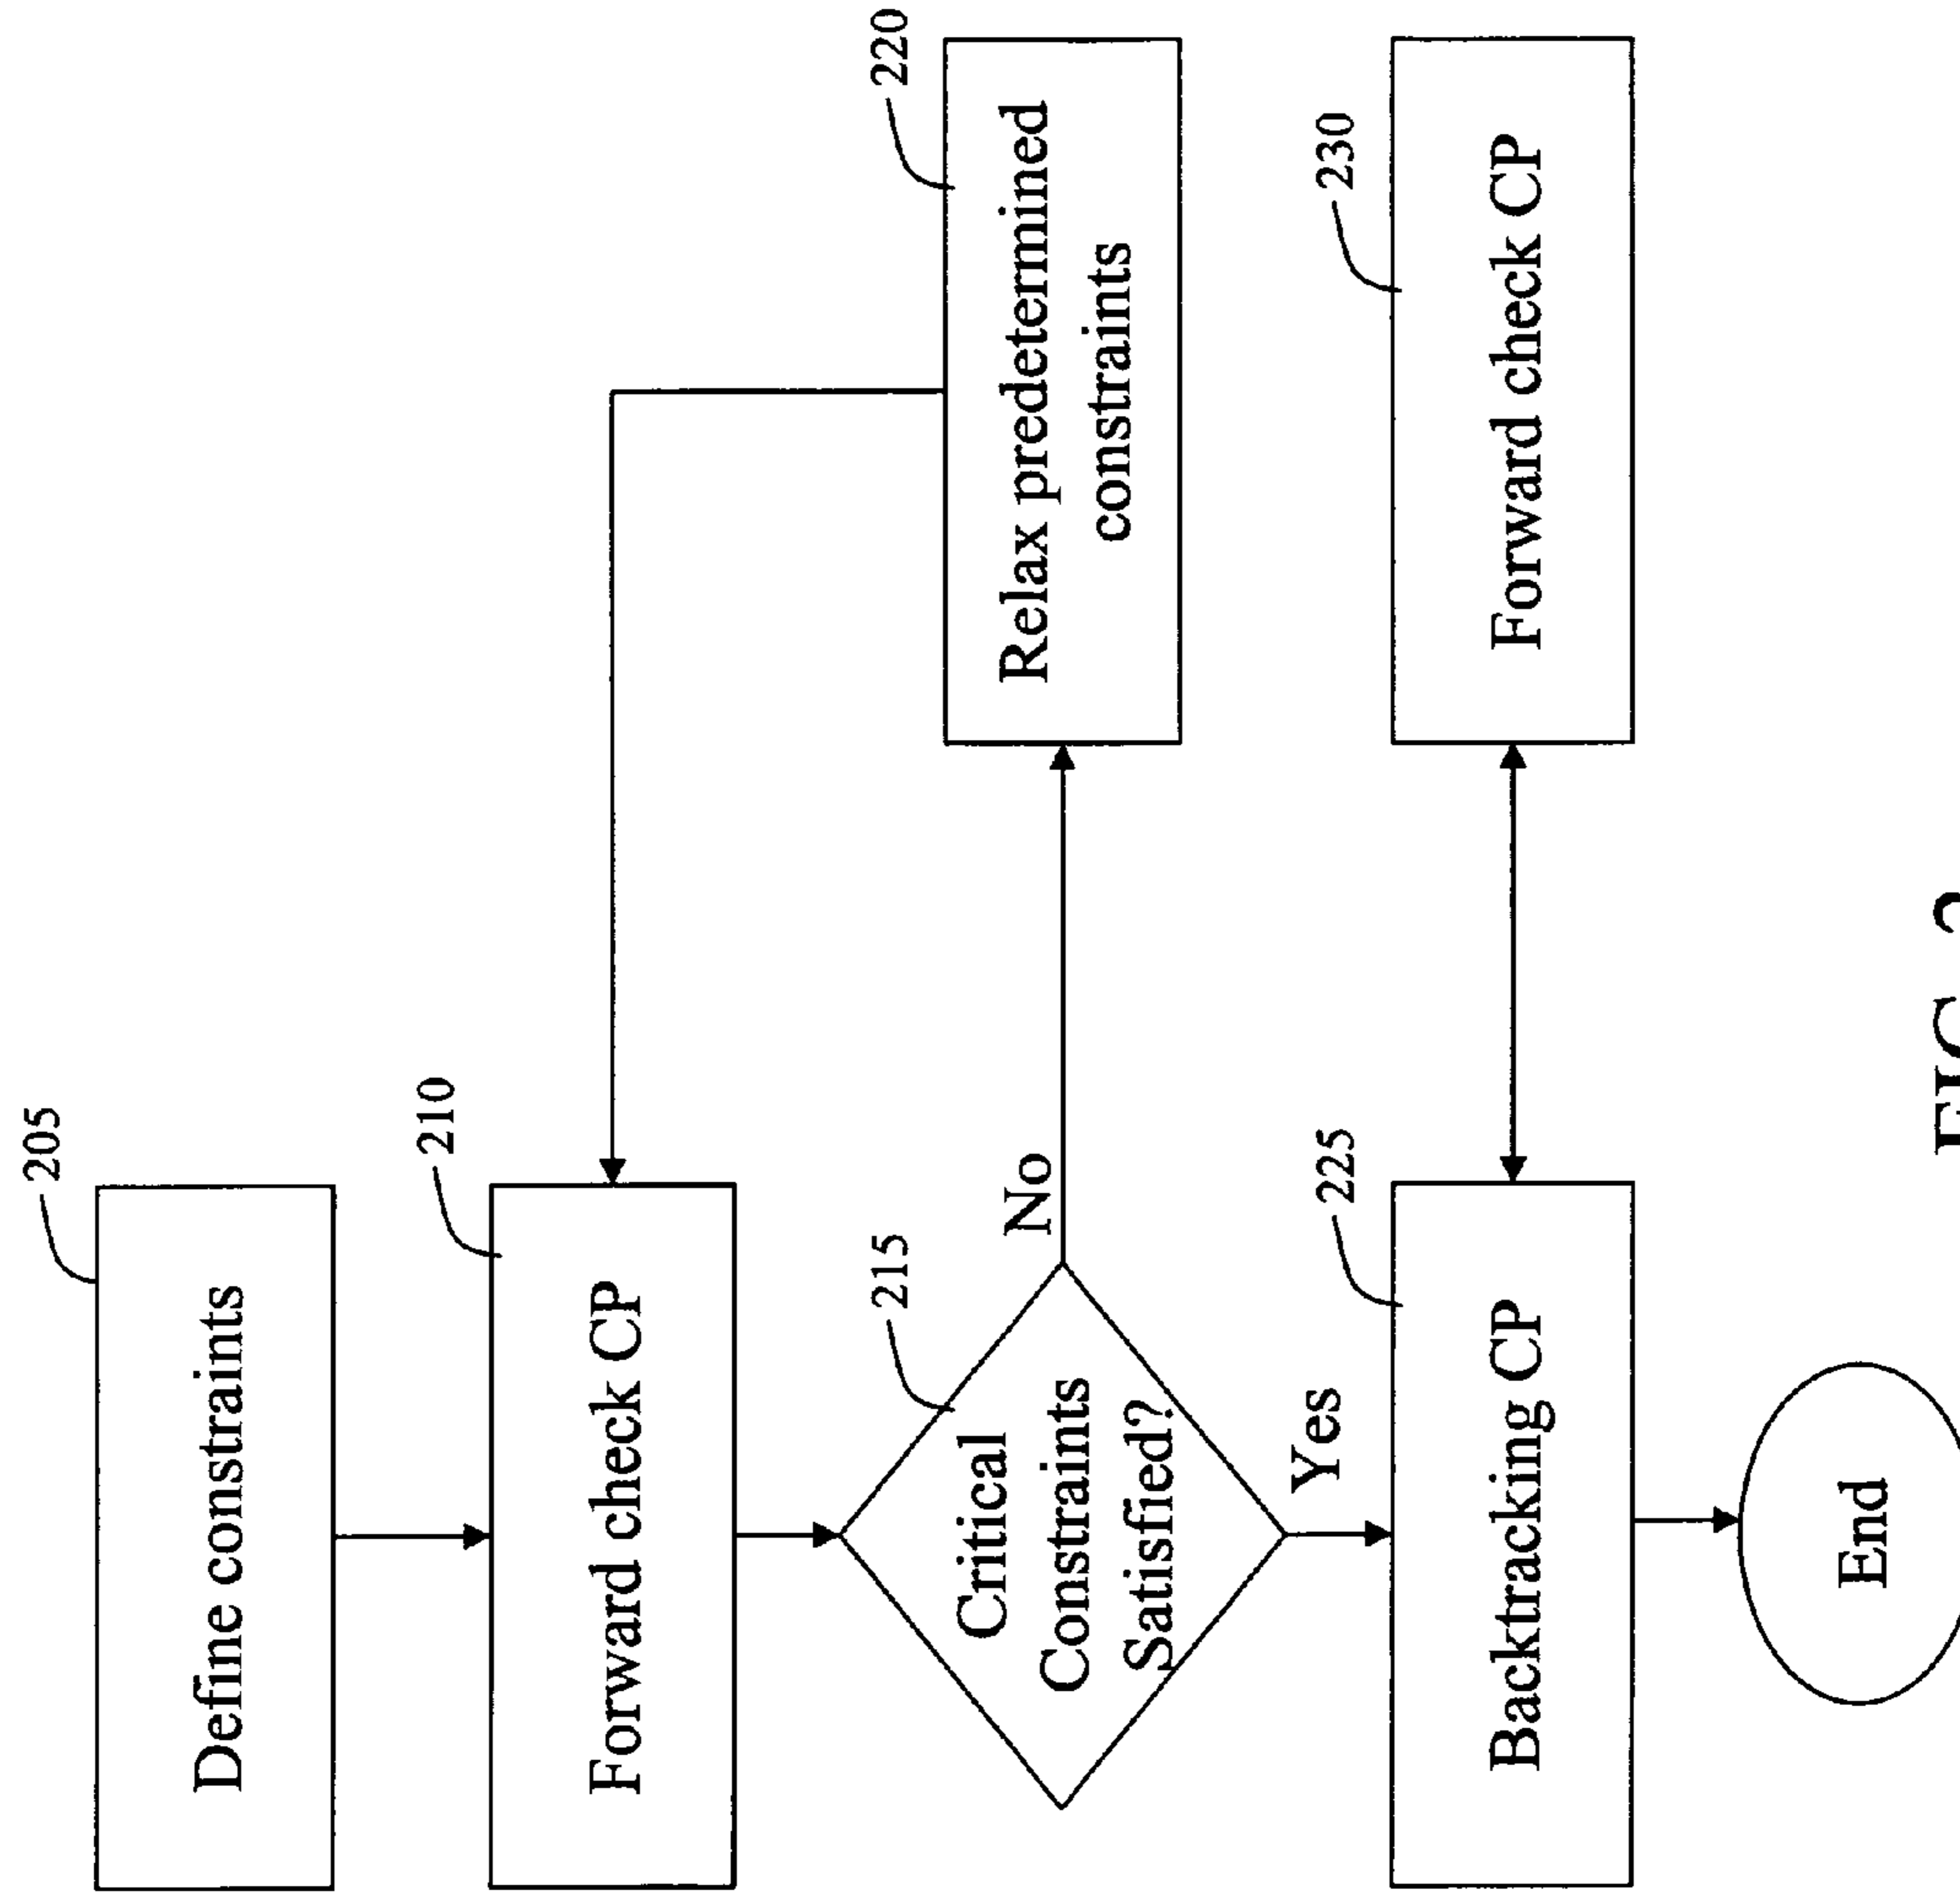 205
Define constraints
210
Forward check CP
220
Relax predetermined
constraints
215
Critical
Constraints
Satisfied?
No
Yes
225
Backtracking CP
230
Forward check CP
End